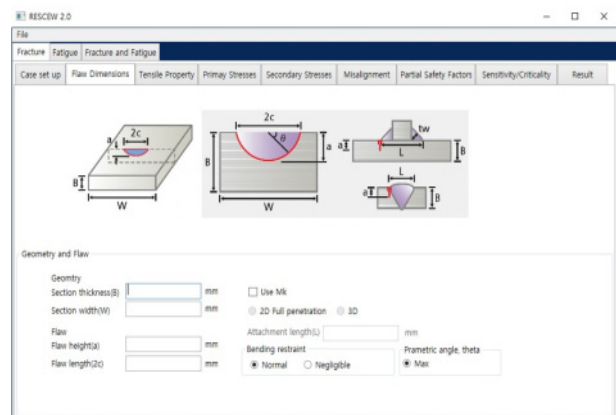 RESCEW 2.0
File
Fracture Fatigue Fracture and Fatigue
Case set up Flaw Dimensions Tensile Property Primay Stresses Secondary Stresses Misalignment Partial Safety Factors Sensitivity/Criticality Result
2c
a
B
W
2c
θ
a
B
W
tw
a
L
B
L
a
B
Geometry and Flaw
Geomtry
Section thickness(B) mm Use Mk
Section width(W) mm 2D Full penetration 3D
Flaw Attachment length(L) mm
Flaw height(a) mm Bending restraint Prametric angle, theta
Flaw length(2c) mm Normal Negligible Max